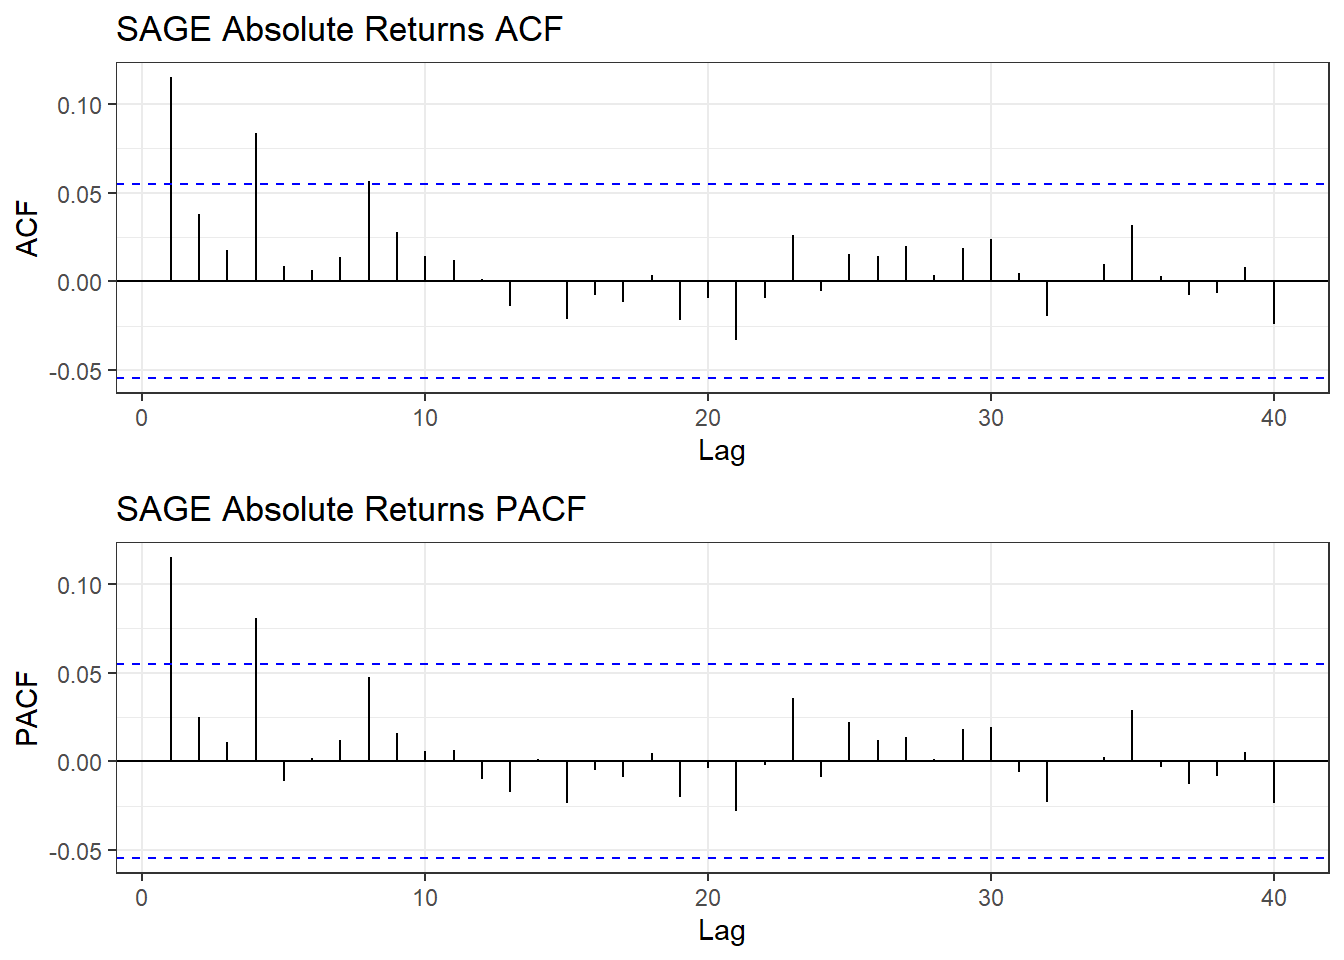 SAGE Absolute Returns ACF
0.10
0.05
0.00
-0.05
ACF
0 10 20 30 40
Lag
SAGE Absolute Returns PACF
0.10
0.05
0.00
-0.05
PACF
0 10 20 30 40
Lag